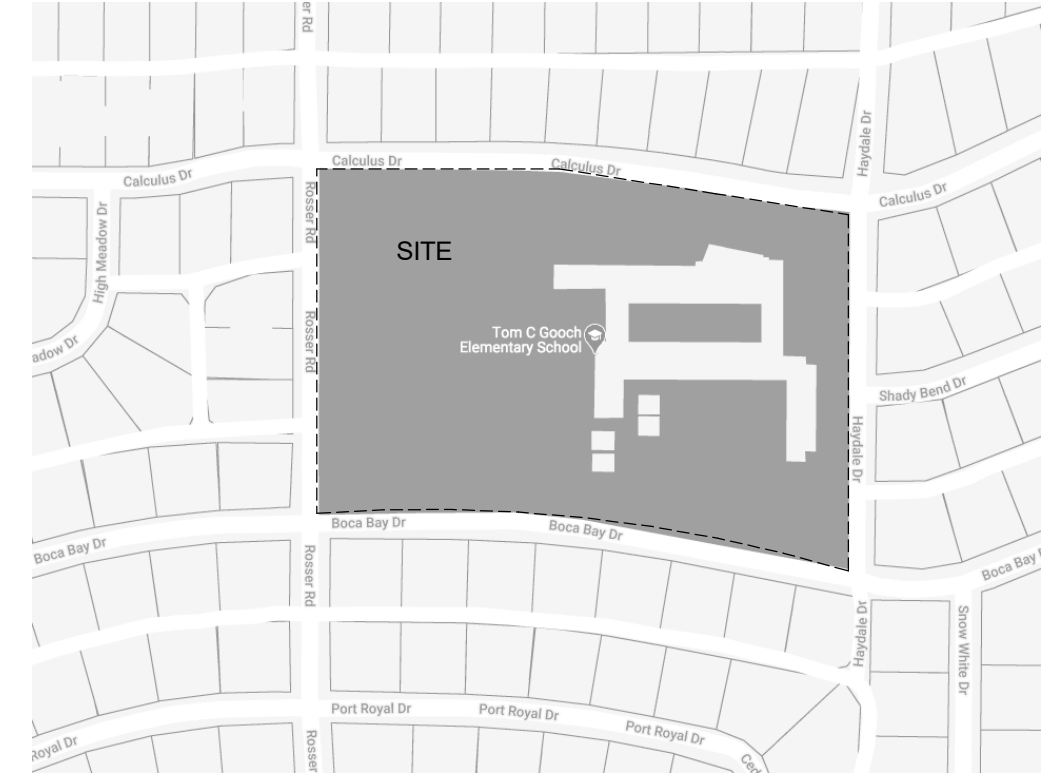 er Rd
Calculus Dr
Calculus Dr
Haydale Dr
Calculus Dr
Calculus Dr
Rosser Rd
High Meadow Dr
SITE
Tom C Gooch
Elementary School
Rosser Rd
adow Dr
Shady Bend Dr
Haydale Dr
Boca Bay Dr
Boca Bay Dr
Boca Bay Dr
Boca Bay
Rosser Rd
Haydale Dr
Snow White Dr
Port Royal Dr
Port Royal Dr
Port Royal Dr
Royal Dr
Rosser
Ced